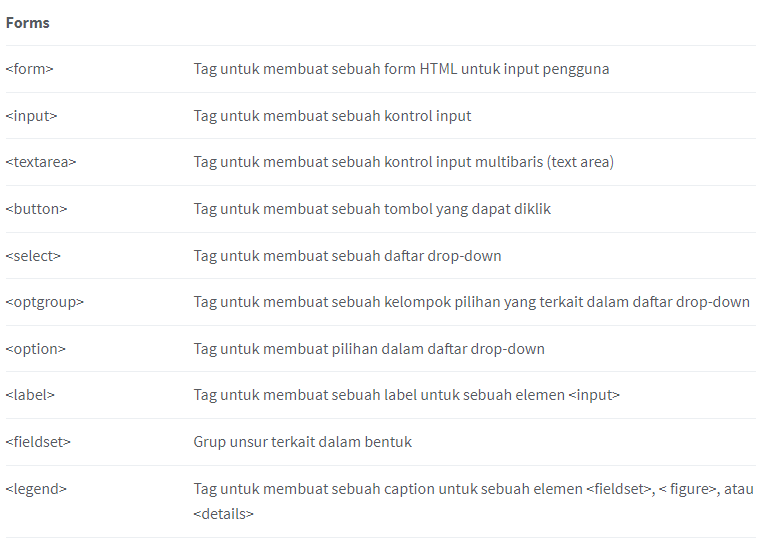 Forms
<form> Tag untuk membuat sebuah form HTML untuk input pengguna
<input> Tag untuk membuat sebuah kontrol input
<textarea> Tag untuk membuat sebuah kontrol input multibaris (text area)
<button> Tag untuk membuat sebuah tombol yang dapat diklik
<select> Tag untuk membuat sebuah daftar drop-down
<optgroup> Tag untuk membuat sebuah kelompok pilihan yang terkait dalam daftar drop-down
<option> Tag untuk membuat pilihan dalam daftar drop-down
<label> Tag untuk membuat sebuah label untuk sebuah elemen <input>
<fieldset> Grup unsur terkait dalam bentuk
<legend> Tag untuk membuat sebuah caption untuk sebuah elemen <fieldset>, < figure>, atau
<details>